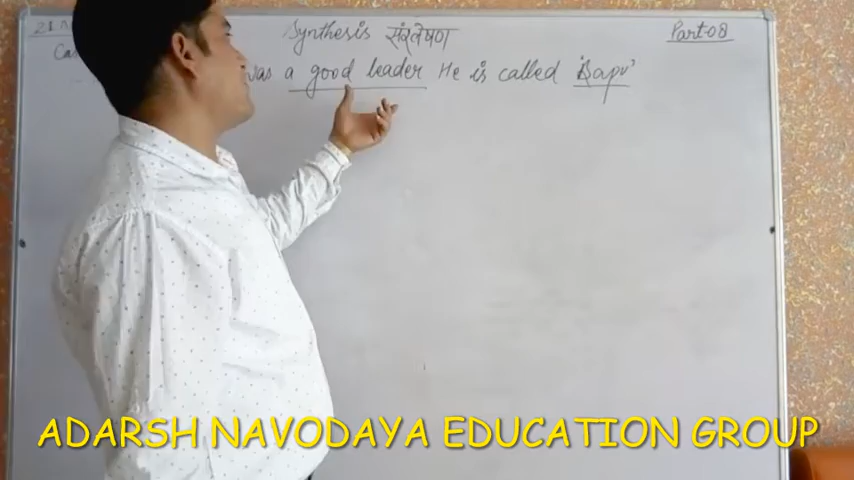 Synthesis संश्लेषण
Part-08
was a good leader He is called 'Bapu'
ADARSH NAVODAYA EDUCATION GROUP